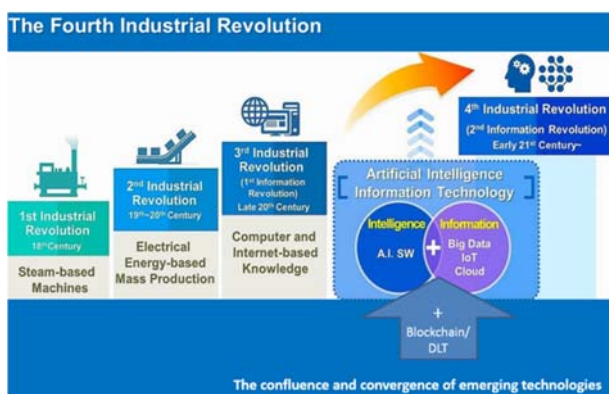 The Fourth Industrial Revolution
1st Industrial
Revolution
18th Century
Steam-based
Machines
2nd Industrial
Revolution
19th~20th Century
Electrical
Energy-based
Mass Production
3rd Industrial
Revolution
(1st Information
Revolution)
Late 20th Century
Computer and
Internet-based
Knowledge
4th Industrial Revolution
(2nd Information Revolution)
Early 21st Century~
Artificial Intelligence
Information Technology
Intelligence
A.I. SW
+
Information
Big Data
IoT
Cloud
+
Blockchain/
DLT
The confluence and convergence of emerging technologies